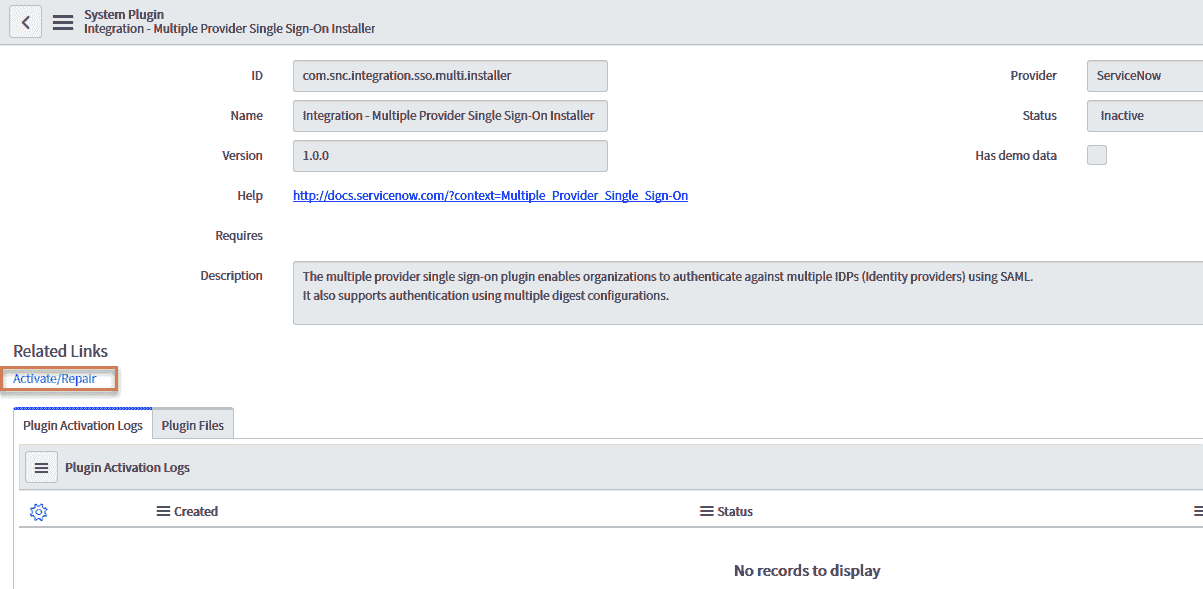 System Plugin
Integration - Multiple Provider Single Sign-On Installer
ID com.snc.integration.sso.multi.installer Provider ServiceNow
Name Integration - Multiple Provider Single Sign-On Installer Status Inactive
Version 1.0.0 Has demo data
Help http://docs.servicenow.com/?context=Multiple_Provider_Single_Sign-On
Requires
Description The multiple provider single sign-on plugin enables organizations to authenticate against multiple IDPs (Identity providers) using SAML.
It also supports authentication using multiple digest configurations.
Related Links
Activate/Repair
Plugin Activation Logs Plugin Files
Plugin Activation Logs
Created Status
No records to display